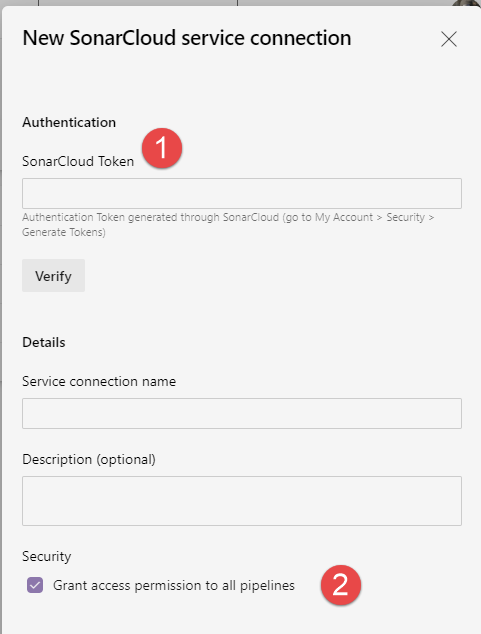 New SonarCloud service connection
Authentication
1
SonarCloud Token
Authentication Token generated through SonarCloud (go to My Account > Security >
Generate Tokens)
Verify
Details
Service connection name
Description (optional)
Security
Grant access permission to all pipelines
2